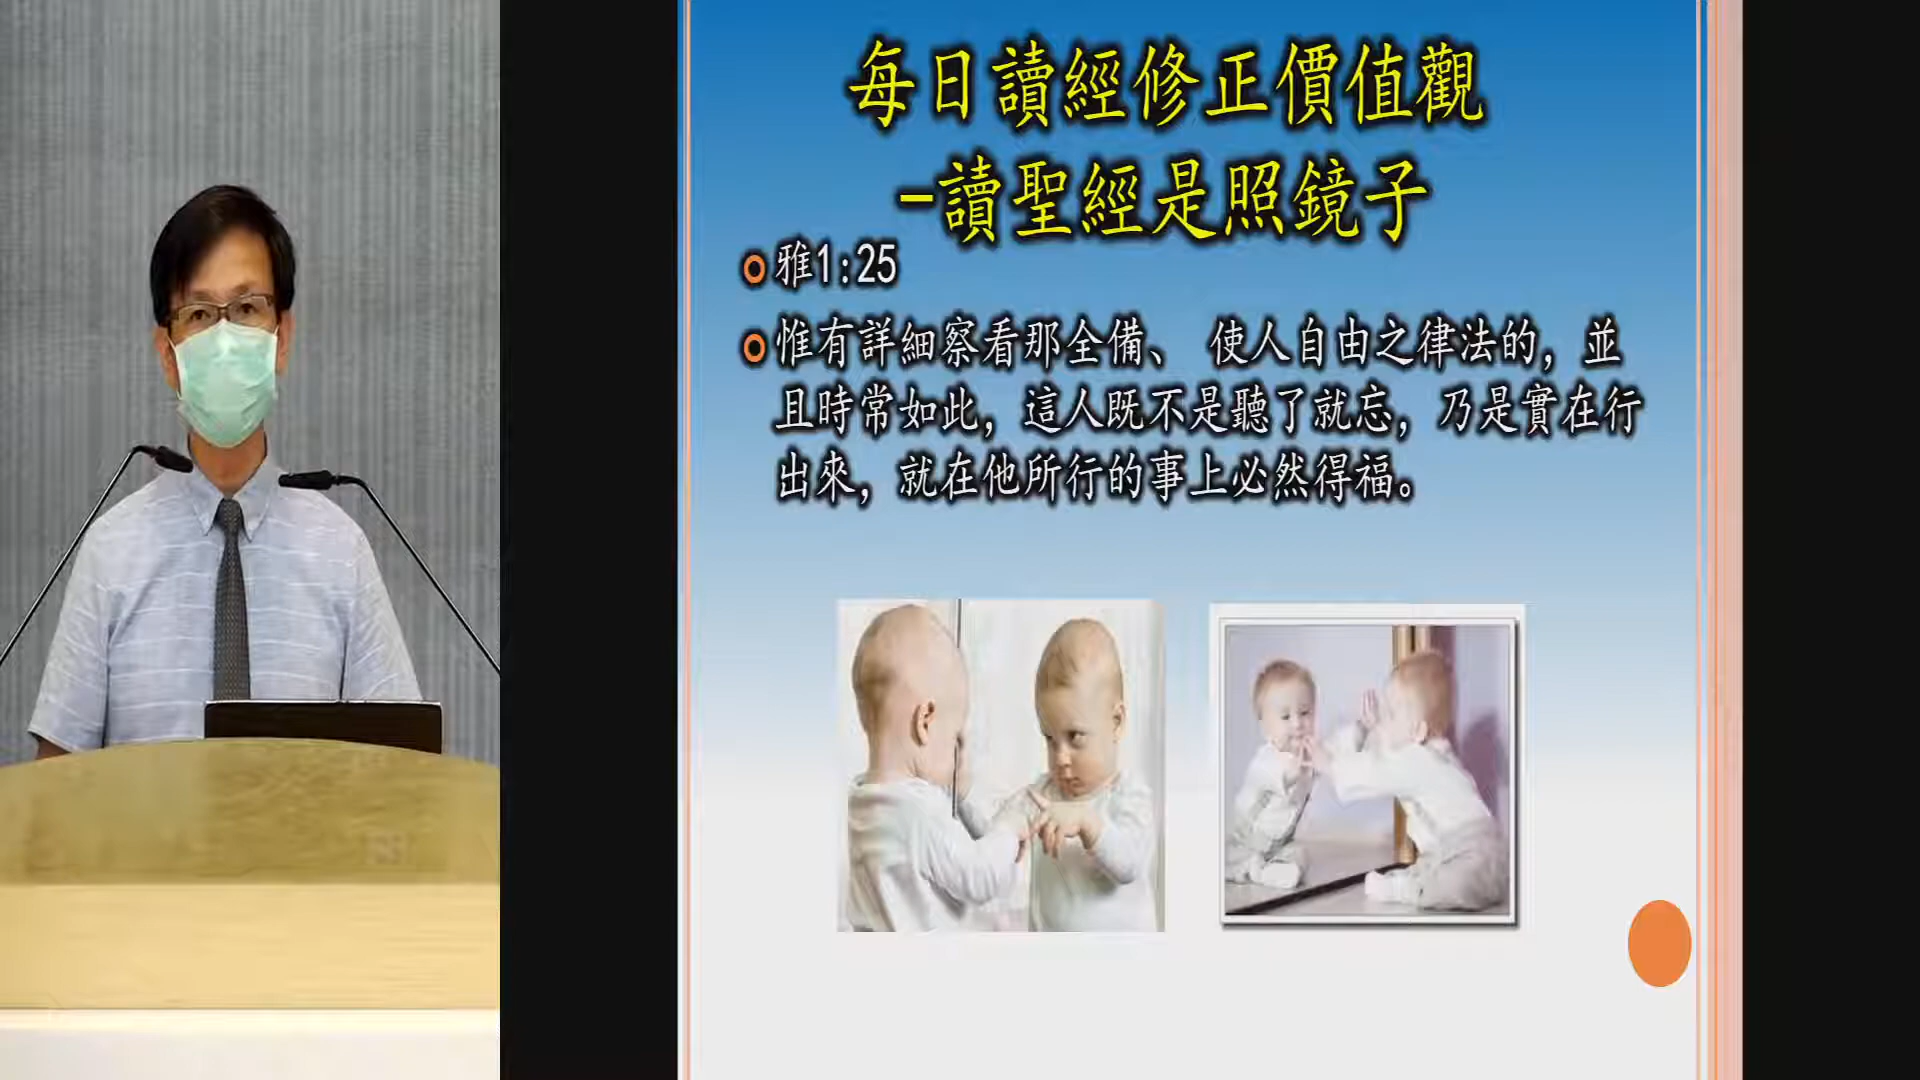 每日讀經修正價值觀
-讀聖經是照鏡子
雅1:25
惟有詳細察看那全備、 使人自由之律法的，並
且時常如此，這人既不是聽了就忘，乃是實在行
出來，就在他所行的事上必然得福。